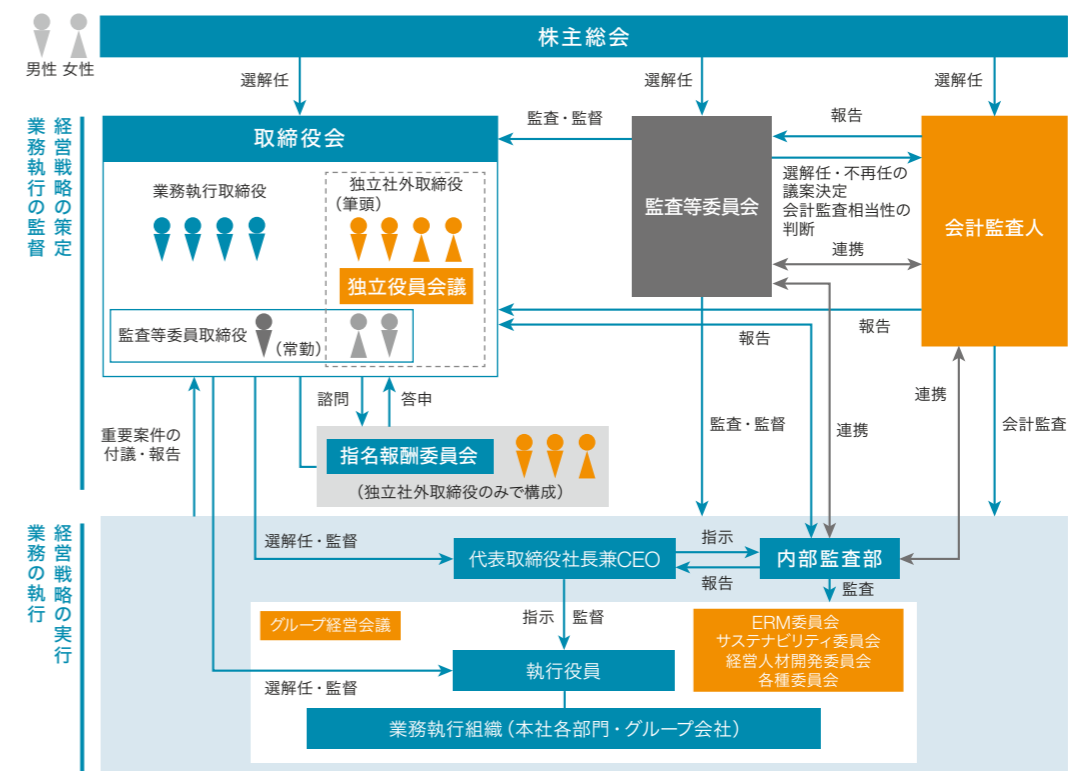 株主総会
男性 女性
選解任
選解任
選解任
経営戦略の策定
業務執行の監督
取締役会
監査・監督
報告
業務執行取締役
独立社外取締役
(筆頭)
独立役員会議
監査等委員取締役
(常勤)
監査等委員会
選解任・不再任の
議案決定
会計監査相当性の
判断
連携
会計監査人
報告
報告
諮問
答申
重要案件の
付議・報告
指名報酬委員会
(独立社外取締役のみで構成)
監査・監督
連携
連携
会計監査
経営戦略の実行
業務の執行
選解任・監督
代表取締役社長兼CEO
指示
報告
内部監査部
監査
グループ経営会議
指示
監督
ERM委員会
サステナビリティ委員会
経営人材開発委員会
各種委員会
執行役員
選解任・監督
業務執行組織(本社各部門・グループ会社)